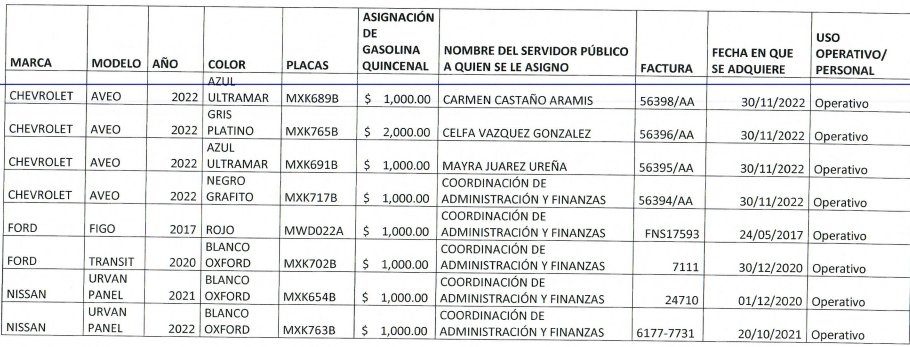 MARCA MODELO AÑO COLOR PLACAS ASIGNACIÓN DE GASOLINA QUINCENAL NOMBRE DEL SERVIDOR PÚBLICO A QUIEN SE LE ASIGNO FACTURA FECHA EN QUE SE ADQUIERE USO OPERATIVO/ PERSONAL
CHEVROLET AVEO 2022 AZUL ULTRAMAR MXK689B $ 1,000.00 CARMEN CASTAÑO ARAMIS 56398/AA 30/11/2022 Operativo
CHEVROLET AVEO 2022 GRIS PLATINO MXK765B $ 2,000.00 CELFA VAZQUEZ GONZALEZ 56396/AA 30/11/2022 Operativo
CHEVROLET AVEO 2022 AZUL ULTRAMAR MXK691B $ 1,000.00 MAYRA JUAREZ UREÑA 56395/AA 30/11/2022 Operativo
CHEVROLET AVEO 2022 NEGRO GRAFITO MXK717B $ 1,000.00 COORDINACIÓN DE ADMINISTRACIÓN Y FINANZAS 56394/AA 30/11/2022 Operativo
FORD FIGO 2017 ROJO MWD022A $ 1,000.00 COORDINACIÓN DE ADMINISTRACIÓN Y FINANZAS FNS17593 24/05/2017 Operativo
FORD TRANSIT 2020 BLANCO OXFORD MXK702B $ 1,000.00 COORDINACIÓN DE ADMINISTRACIÓN Y FINANZAS 7111 30/12/2020 Operativo
NISSAN URVAN PANEL 2021 BLANCO OXFORD MXK654B $ 1,000.00 COORDINACIÓN DE ADMINISTRACIÓN Y FINANZAS 24710 01/12/2020 Operativo
NISSAN URVAN PANEL 2022 BLANCO OXFORD MXK763B $ 1,000.00 COORDINACIÓN DE ADMINISTRACIÓN Y FINANZAS 6177-7731 20/10/2021 Operativo